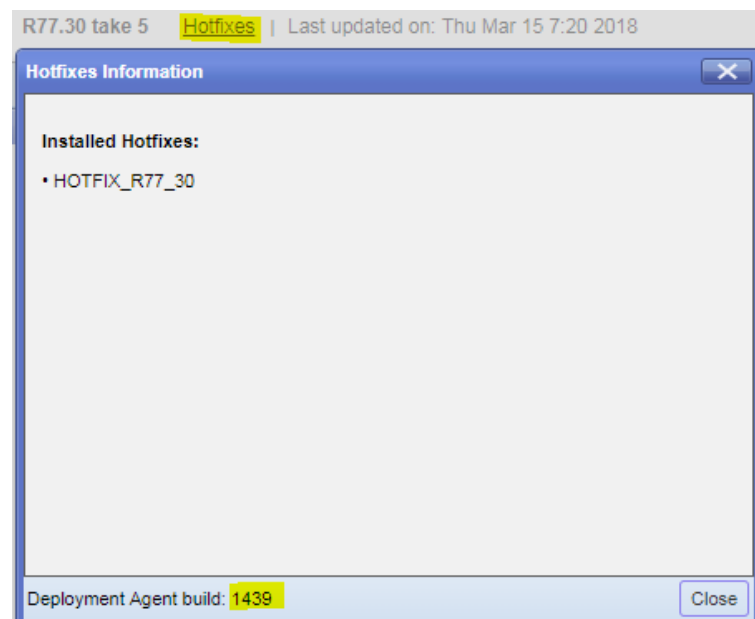 R77.30 take 5 Hotfixes | Last updated on: Thu Mar 15 7:20 2018
Hotfixes Information
Installed Hotfixes:
• HOTFIX_R77_30
Deployment Agent build: 1439 Close